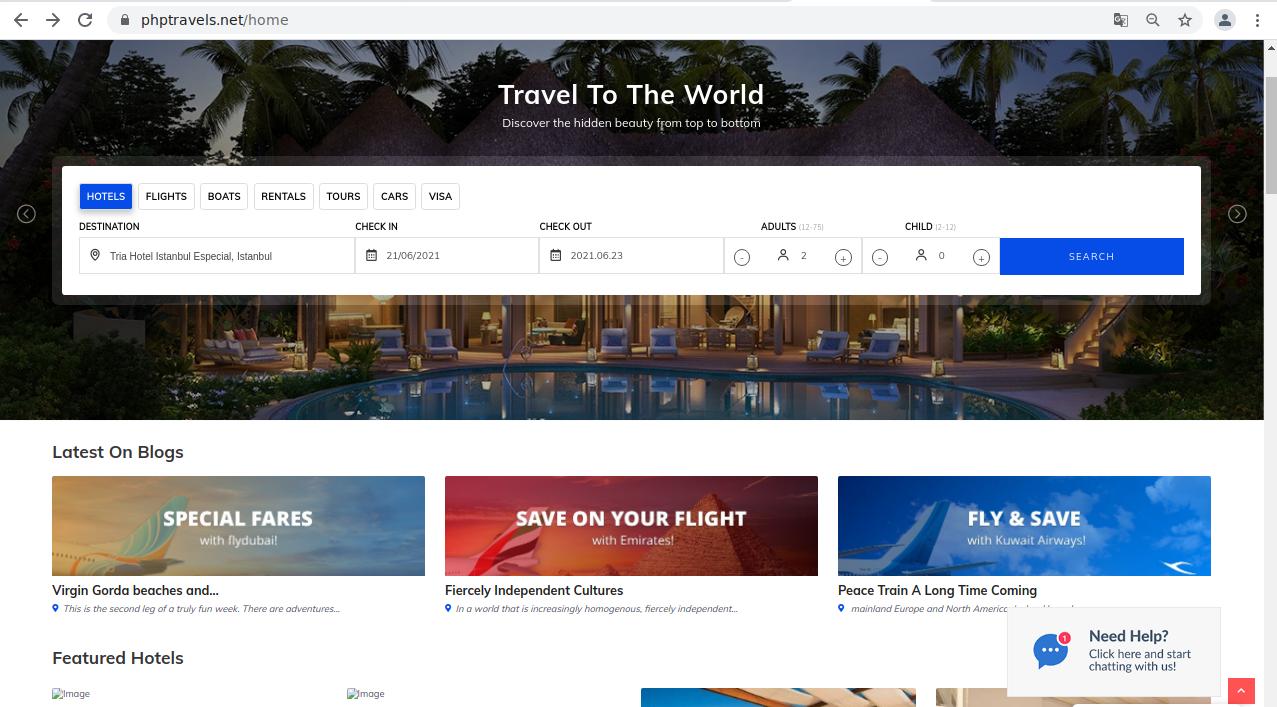 phptravels.net/home
Travel To The World
Discover the hidden beauty from top to bottom
HOTELS FLIGHTS BOATS RENTALS TOURS CARS VISA
DESTINATION CHECK IN CHECK OUT ADULTS (12-75) CHILD (2-12)
Tria Hotel Istanbul Especial, Istanbul 21/06/2021 2021.06.23 - 2 + - 0 + SEARCH
Latest On Blogs
SPECIAL FARES
with flydubai!
SAVE ON YOUR FLIGHT
with Emirates!
FLY & SAVE
with Kuwait Airways!
Virgin Gorda beaches and...
This is the second leg of a truly fun week. There are adventures...
Fiercely Independent Cultures
In a world that is increasingly homogenous, fiercely independent...
Peace Train A Long Time Coming
mainland Europe and North America
1
Need Help?
Click here and start
chatting with us!
Featured Hotels
Image Image